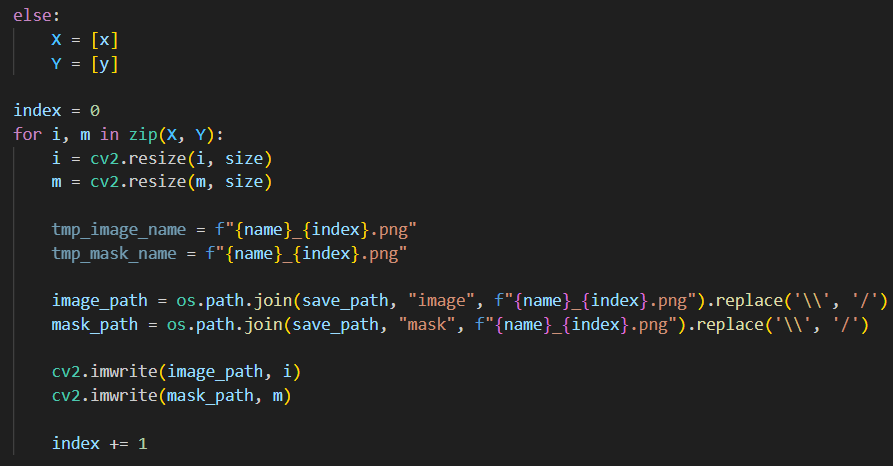 else:
    X = [x]
    Y = [y]

index = 0
for i, m in zip(X, Y):
    i = cv2.resize(i, size)
    m = cv2.resize(m, size)

    tmp_image_name = f"{name}_{index}.png"
    tmp_mask_name = f"{name}_{index}.png"

    image_path = os.path.join(save_path, "image", f"{name}_{index}.png").replace('\\', '/')
    mask_path = os.path.join(save_path, "mask", f"{name}_{index}.png").replace('\\', '/')

    cv2.imwrite(image_path, i)
    cv2.imwrite(mask_path, m)

    index += 1